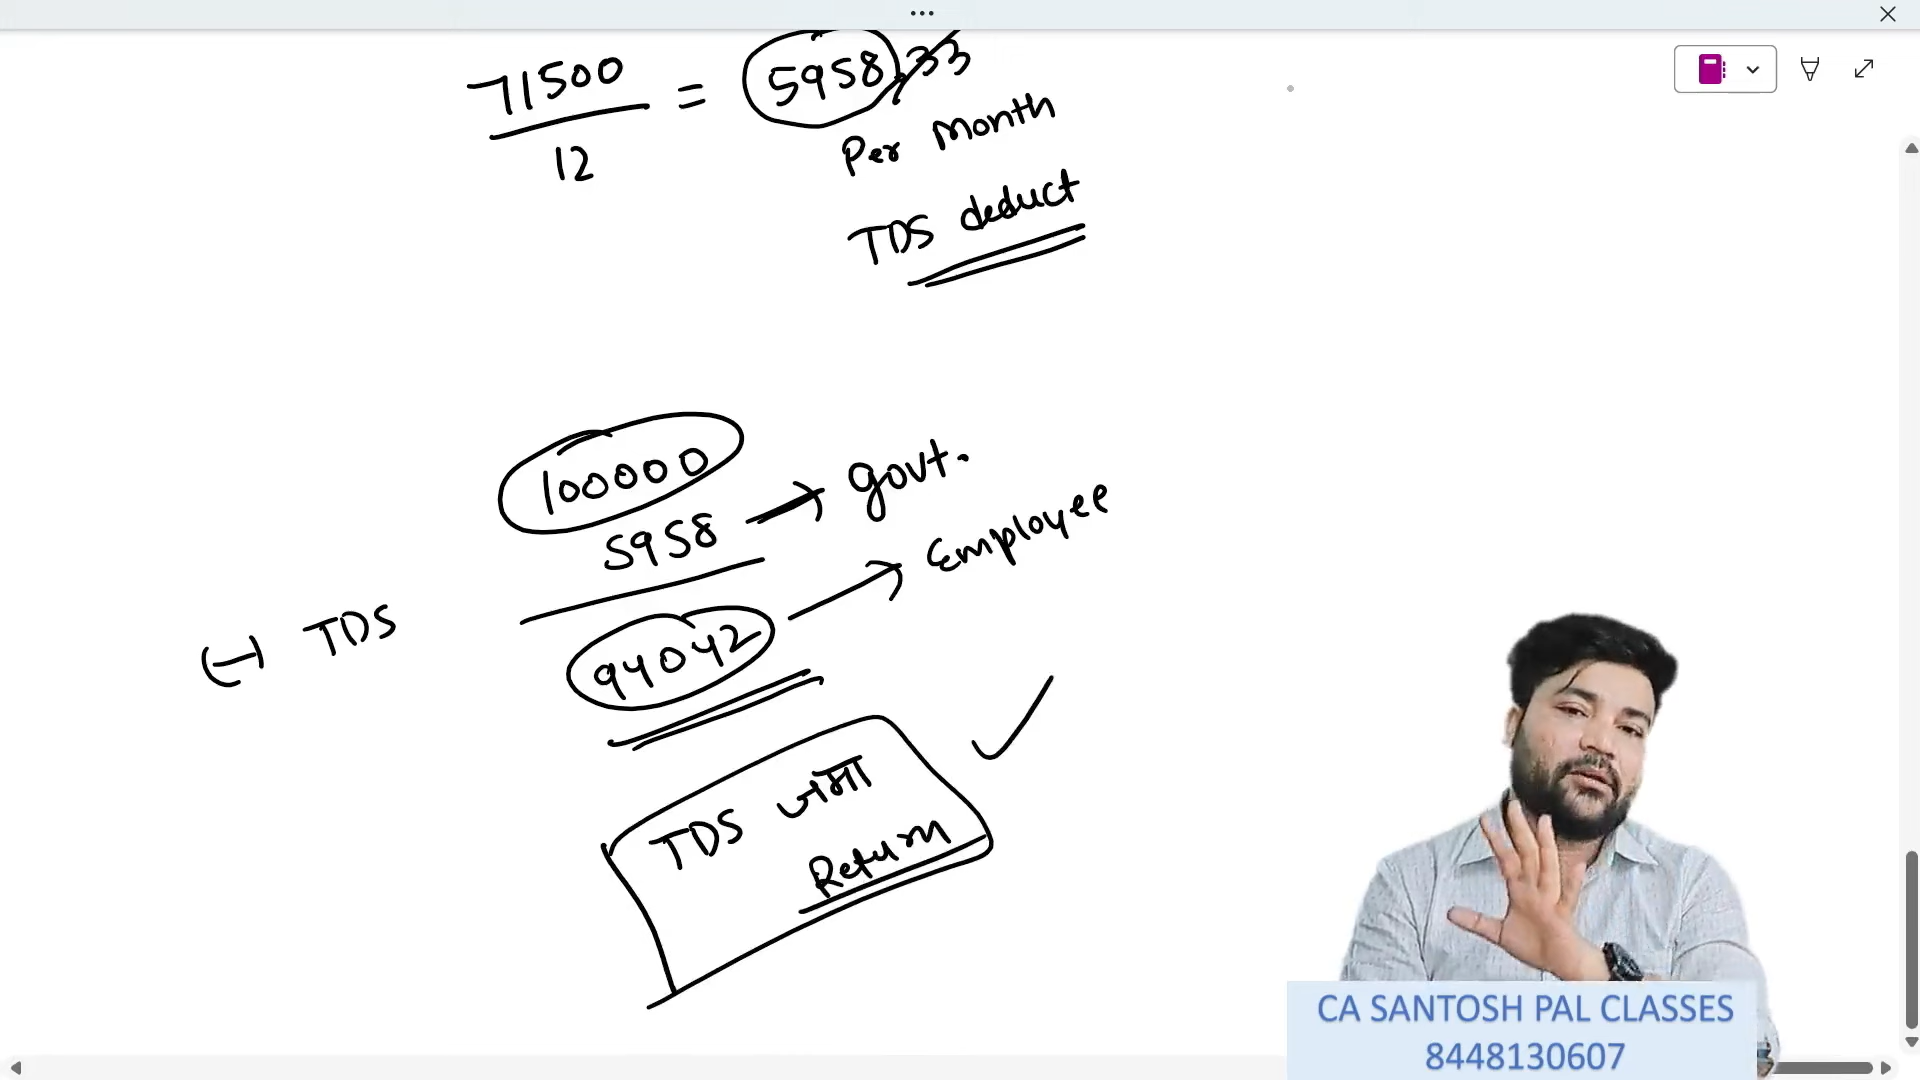 71500 = 5958.33
12
Per Month
TDS deduct
100000
5958 → govt.
(-) TDS
94042 → Employee
TDS जमा
Return
CA SANTOSH PAL CLASSES
8448130607